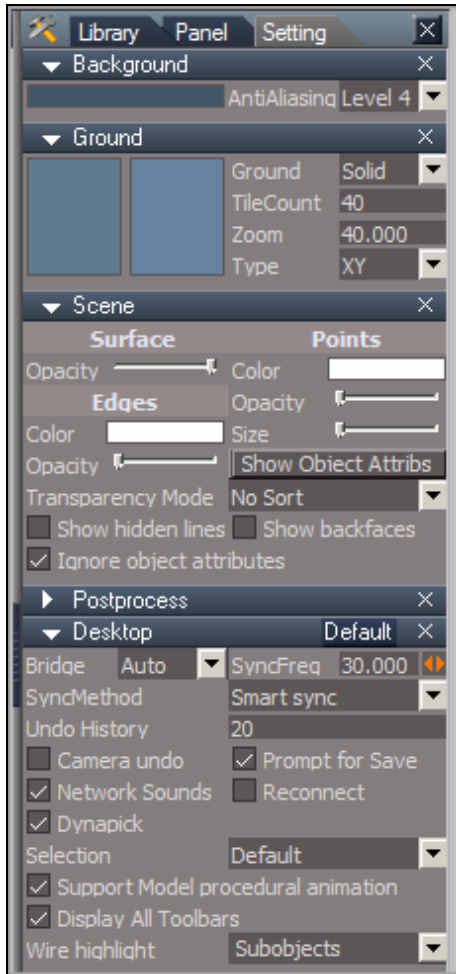 Library Panel Setting
Background
AntiAliasing Level 4
Ground
Ground Solid
TileCount 40
Zoom 40.000
Type XY
Scene
Surface Points
Opacity Color
Edges Opacity
Color Size
Opacity Show Object Attribs
Transparency Mode No Sort
Show hidden lines Show backfaces
Ignore object attributes
Postprocess
Desktop Default
Bridge Auto SyncFreq 30.000
SyncMethod Smart sync
Undo History 20
Camera undo Prompt for Save
Network Sounds Reconnect
Dynapick
Selection Default
Support Model procedural animation
Display All Toolbars
Wire highlight Subobjects